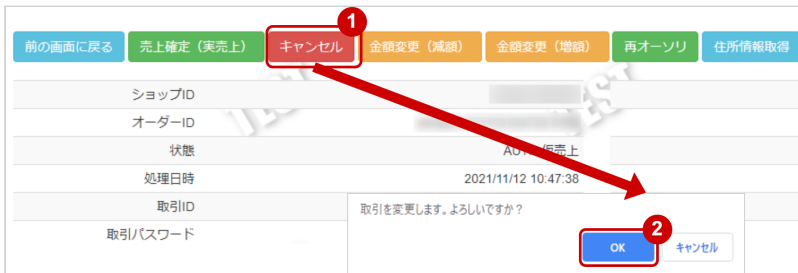 1
前の画面に戻る 売上確定（実売上） キャンセル 金額変更（減額） 金額変更（増額） 再オーソリ 住所情報取得
ショップID
オーダーID
状態 AUTH 仮売上
処理日時 2021/11/12 10:47:38
取引ID
取引パスワード
取引を変更します。よろしいですか？
2
OK キャンセル
TEST
TEST